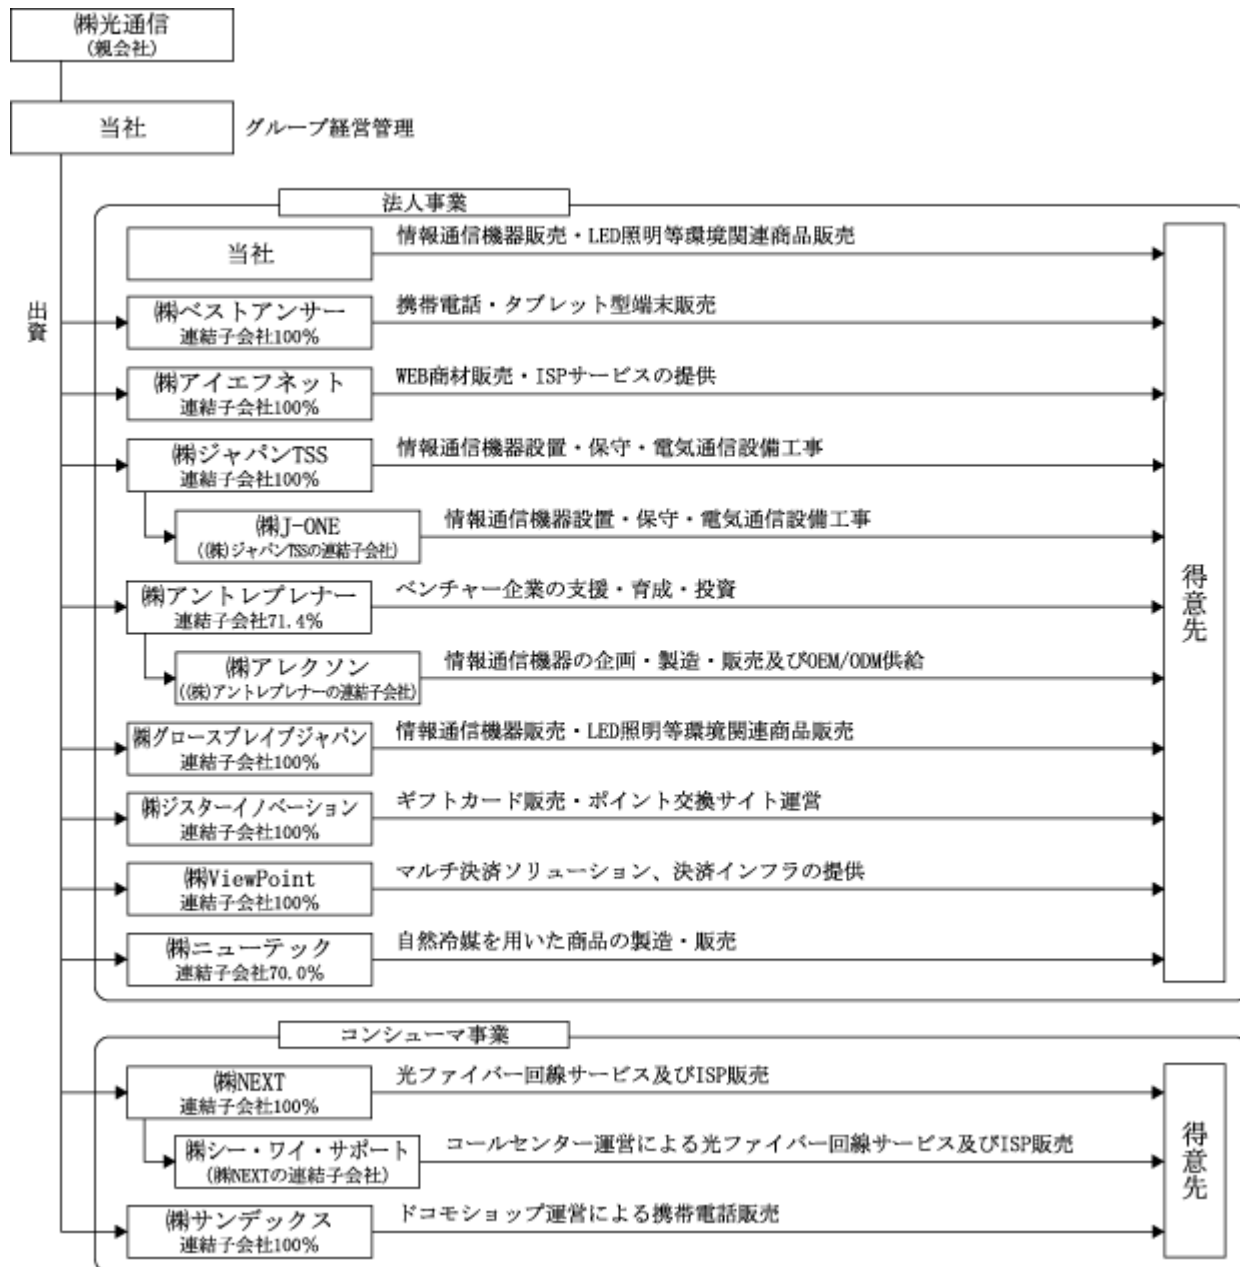 ㈱光通信
(親会社)
当社
グループ経営管理
出資
法人事業
当社
情報通信機器販売・LED照明等環境関連商品販売
㈱ベストアンサー
連結子会社100%
携帯電話・タブレット型端末販売
㈱アイエフネット
連結子会社100%
WEB商材販売・ISPサービスの提供
㈱ジャパンTSS
連結子会社100%
情報通信機器設置・保守・電気通信設備工事
㈱J-ONE
((株)ジャパンTSSの連結子会社)
情報通信機器設置・保守・電気通信設備工事
㈱アントレプレナー
連結子会社71.4%
ベンチャー企業の支援・育成・投資
㈱アレクソン
((株)アントレプレナーの連結子会社)
情報通信機器の企画・製造・販売及びOEM/ODM供給
㈱グロースブレイブジャパン
連結子会社100%
情報通信機器販売・LED照明等環境関連商品販売
㈱ジスターイノベーション
連結子会社100%
ギフトカード販売・ポイント交換サイト運営
㈱ViewPoint
連結子会社100%
マルチ決済ソリューション、決済インフラの提供
㈱ニューテック
連結子会社70.0%
自然冷媒を用いた商品の製造・販売
得意先
コンシューマ事業
㈱NEXT
連結子会社100%
光ファイバー回線サービス及びISP販売
㈱シー・ワイ・サポート
(㈱NEXTの連結子会社)
コールセンター運営による光ファイバー回線サービス及びISP販売
㈱サンデックス
連結子会社100%
ドコモショップ運営による携帯電話販売
得意先